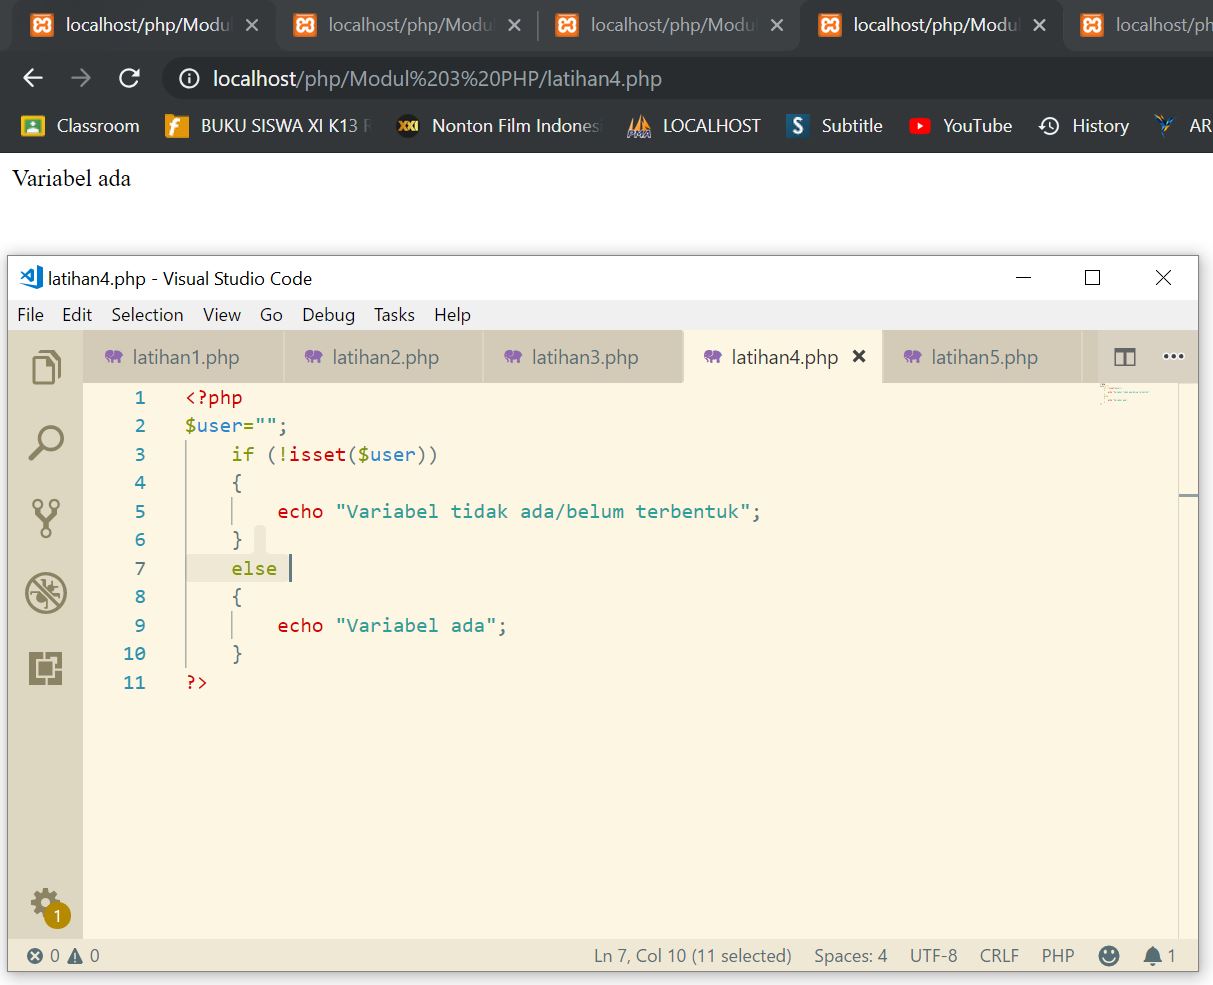 localhost/php/Modul
localhost/php/Modul
localhost/php/Modul
localhost/php/Modul
localhost/ph
localhost/php/Modul%203%20PHP/latihan4.php
Classroom
BUKU SISWA XI K13 R
Nonton Film Indonesi
LOCALHOST
Subtitle
YouTube
History
AR
Variabel ada
latihan4.php - Visual Studio Code
File Edit Selection View Go Debug Tasks Help
latihan1.php latihan2.php latihan3.php latihan4.php latihan5.php
1 <?php
2 $user="";
3 if (!isset($user))
4 {
5 echo "Variabel tidak ada/belum terbentuk";
6 }
7 else
8 {
9 echo "Variabel ada";
10 }
11 ?>
1
0 0 Ln 7, Col 10 (11 selected) Spaces: 4 UTF-8 CRLF PHP 1